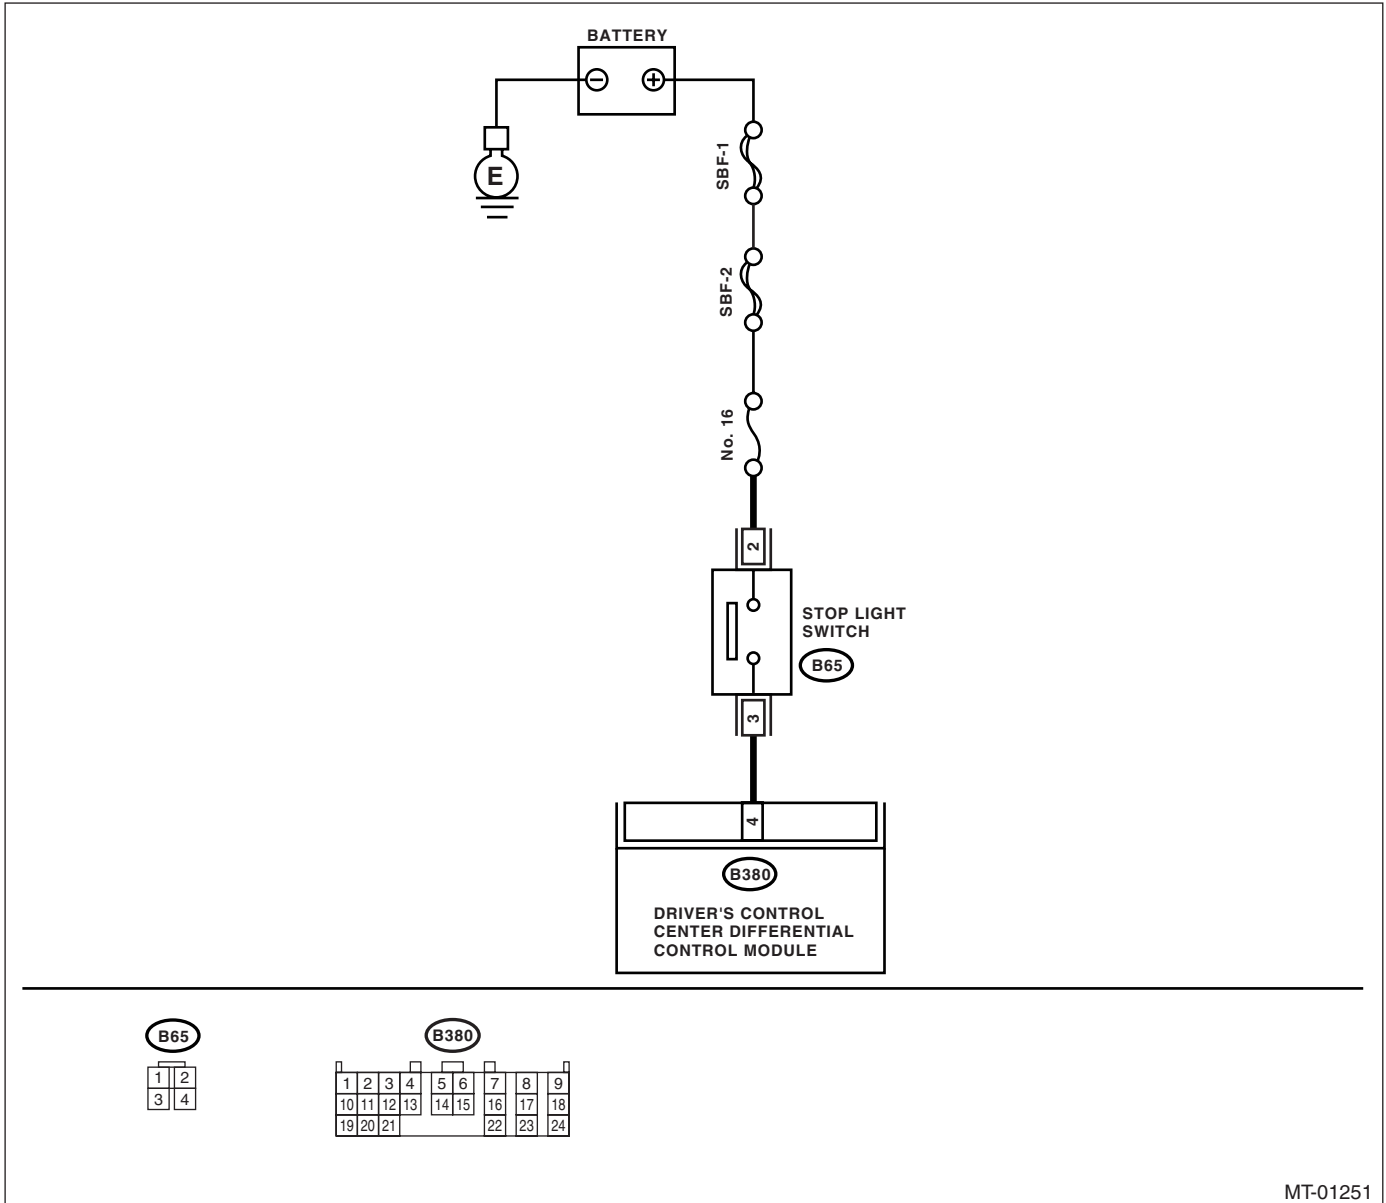 BATTERY
−
+
SBF-1
E
SBF-2
No. 16
2
STOP LIGHT
SWITCH
B65
3
4
B380
DRIVER'S CONTROL
CENTER DIFFERENTIAL
CONTROL MODULE
B65
1 2
3 4
B380
1 2 3 4 5 6 7 8 9
10 11 12 13 14 15 16 17 18
19 20 21 22 23 24
MT-01251